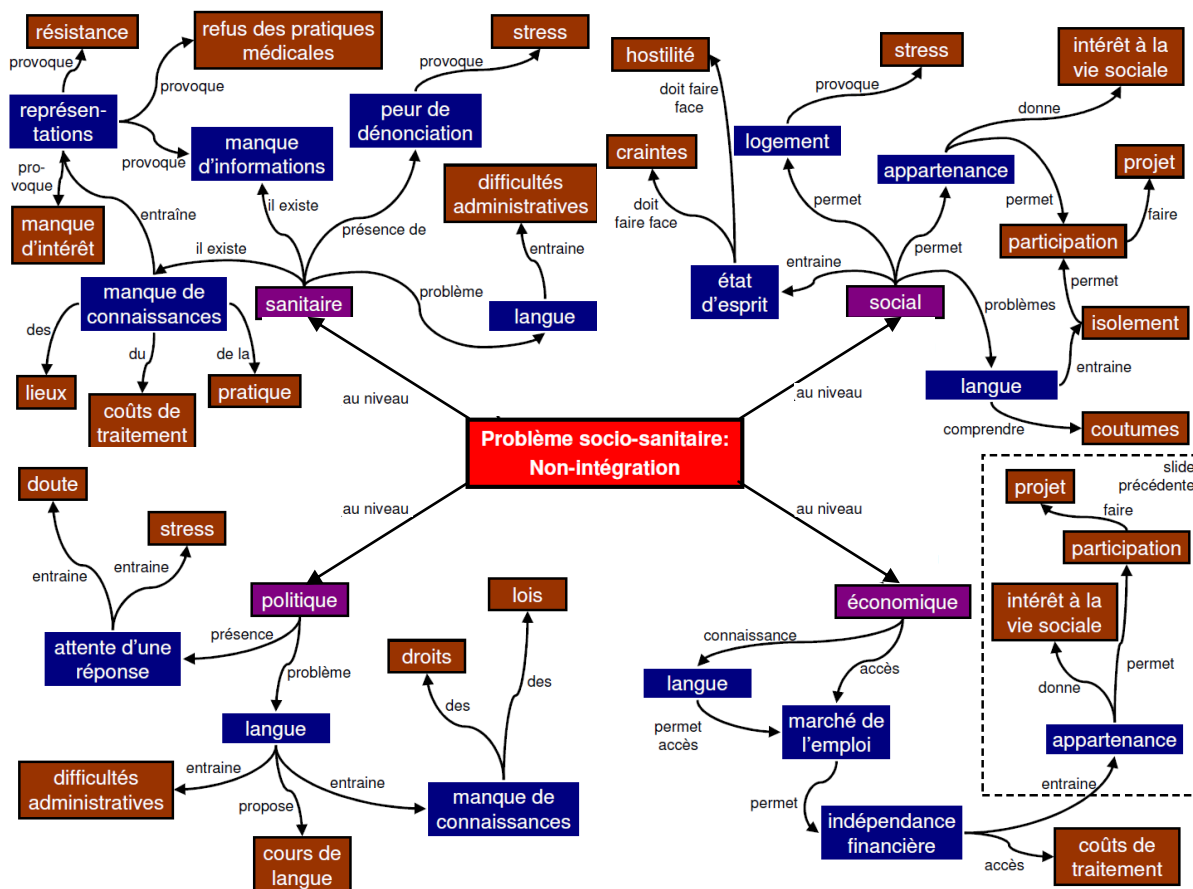 résistance
refus des pratiques
médicales
provoque
provoque
représen-
tations
provoque
manque
d'informations
stress
provoque
peur de
dénonciation
pro-
voque
manque
d'intérêt
entraîne
il existe
il existe
présence de
difficultés
administratives
entraine
manque de
connaissances
sanitaire
problème
langue
des
du
de la
lieux
coûts de
traitement
pratique
au niveau
hostilité
doit faire
face
stress
provoque
intérêt à la
vie sociale
donne
logement
craintes
doit
faire face
appartenance
projet
permet
permet
faire
participation
entraine
permet
permet
état
d'esprit
social
problèmes
isolement
langue
entraine
au niveau
comprendre
coutumes
Problème socio-sanitaire:
Non-intégration
au niveau
au niveau
doute
stress
entraine
entraine
politique
attente d'une
réponse
présence
problème
lois
droits
des
des
langue
difficultés
administratives
entraine
entraine
propose
manque de
connaissances
cours de
langue
économique
connaissance
accès
langue
permet
accès
marché de
l'emploi
permet
indépendance
financière
entraine
accès
coûts de
traitement
slide
précédente
projet
faire
participation
intérêt à la
vie sociale
permet
donne
appartenance